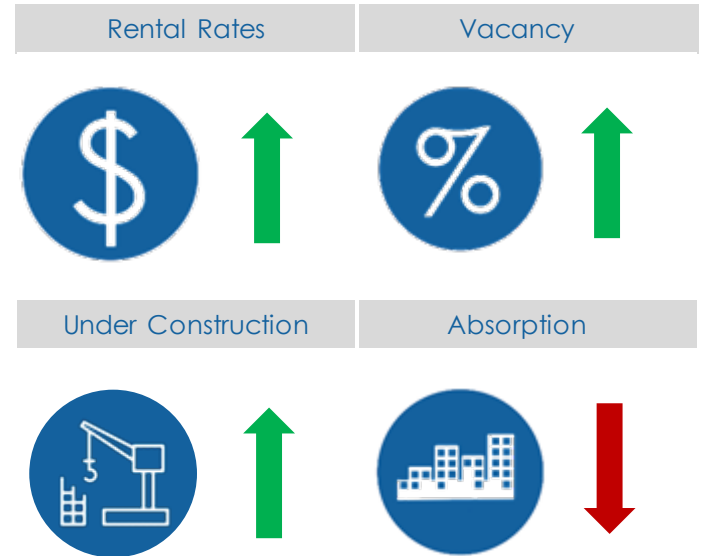 Rental Rates
Vacancy
$
%
Under Construction
Absorption